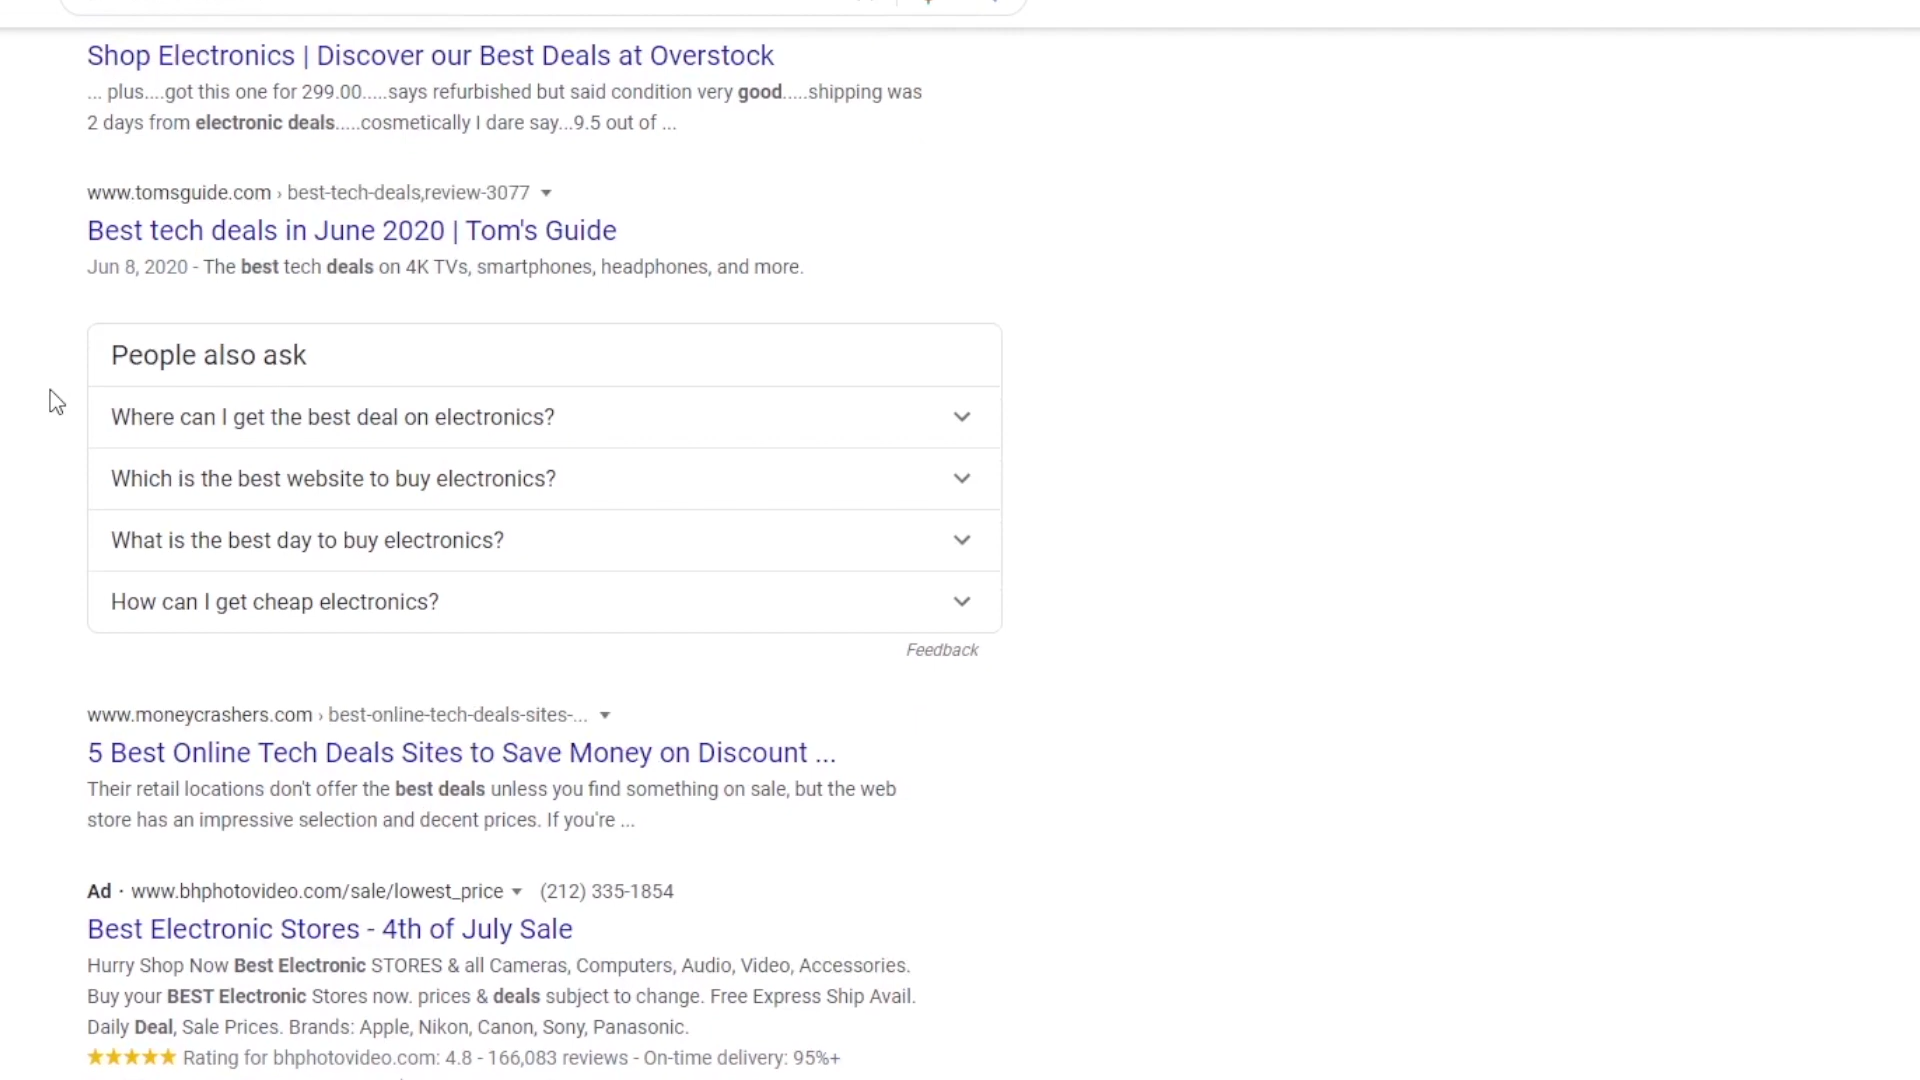 Shop Electronics | Discover our Best Deals at Overstock
... plus....got this one for 299.00.....says refurbished but said condition very good.....shipping was
2 days from electronic deals.....cosmetically I dare say...9.5 out of ...
www.tomsguide.com › best-tech-deals,review-3077
Best tech deals in June 2020 | Tom's Guide
Jun 8, 2020 - The best tech deals on 4K TVs, smartphones, headphones, and more.
People also ask
Where can I get the best deal on electronics?
Which is the best website to buy electronics?
What is the best day to buy electronics?
How can I get cheap electronics?
Feedback
www.moneycrashers.com › best-online-tech-deals-sites-...
5 Best Online Tech Deals Sites to Save Money on Discount ...
Their retail locations don't offer the best deals unless you find something on sale, but the web
store has an impressive selection and decent prices. If you're ...
Ad · www.bhphotovideo.com/sale/lowest_price (212) 335-1854
Best Electronic Stores - 4th of July Sale
Hurry Shop Now Best Electronic STORES & all Cameras, Computers, Audio, Video, Accessories.
Buy your BEST Electronic Stores now. prices & deals subject to change. Free Express Ship Avail.
Daily Deal, Sale Prices. Brands: Apple, Nikon, Canon, Sony, Panasonic.
★★★★★ Rating for bhphotovideo.com: 4.8 - 166,083 reviews - On-time delivery: 95%+